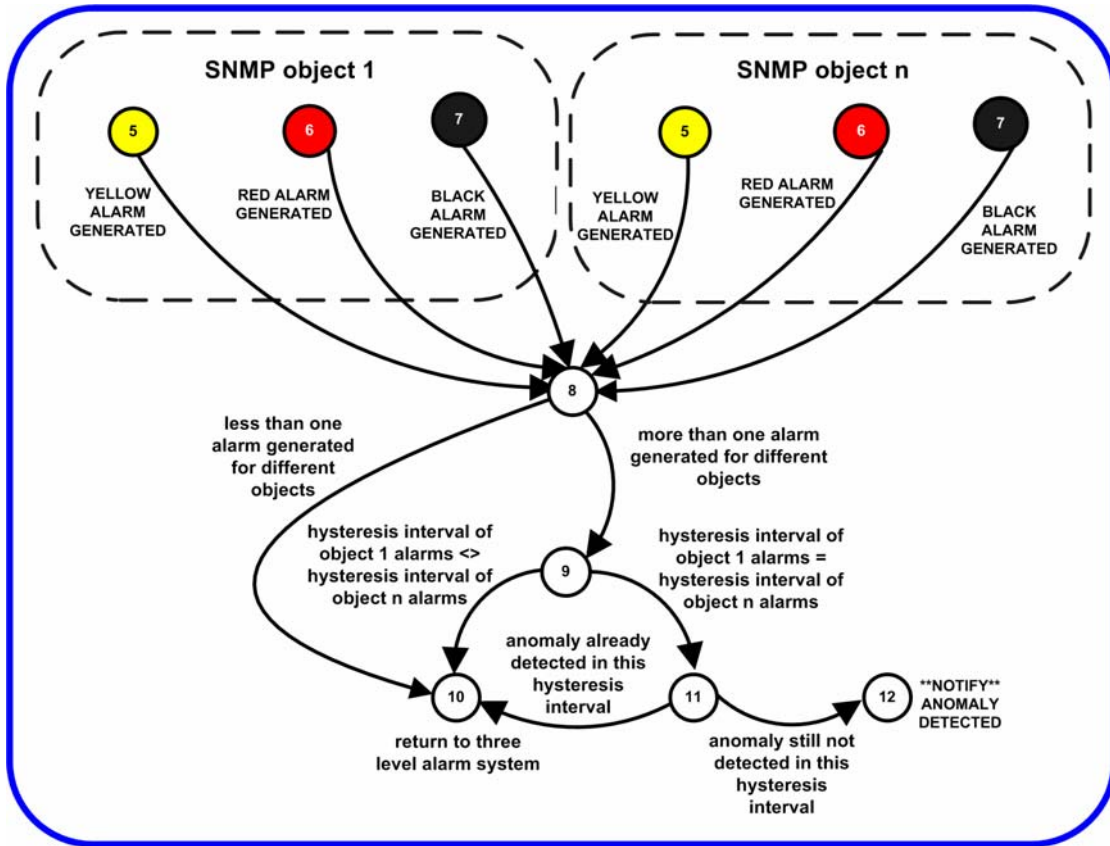 SNMP object 1
5
6
7
YELLOW
ALARM
GENERATED
RED ALARM
GENERATED
BLACK
ALARM
GENERATED
SNMP object n
5
6
7
YELLOW
ALARM
GENERATED
RED ALARM
GENERATED
BLACK
ALARM
GENERATED
8
less than one
alarm generated
for different
objects
more than one alarm
generated for different
objects
hysteresis interval of
object 1 alarms <>
hysteresis interval of
object n alarms
9
hysteresis interval of
object 1 alarms =
hysteresis interval of
object n alarms
anomaly already
detected in this
hysteresis
interval
10
11
12
**NOTIFY**
ANOMALY
DETECTED
return to three
level alarm system
anomaly still not
detected in this
hysteresis
interval